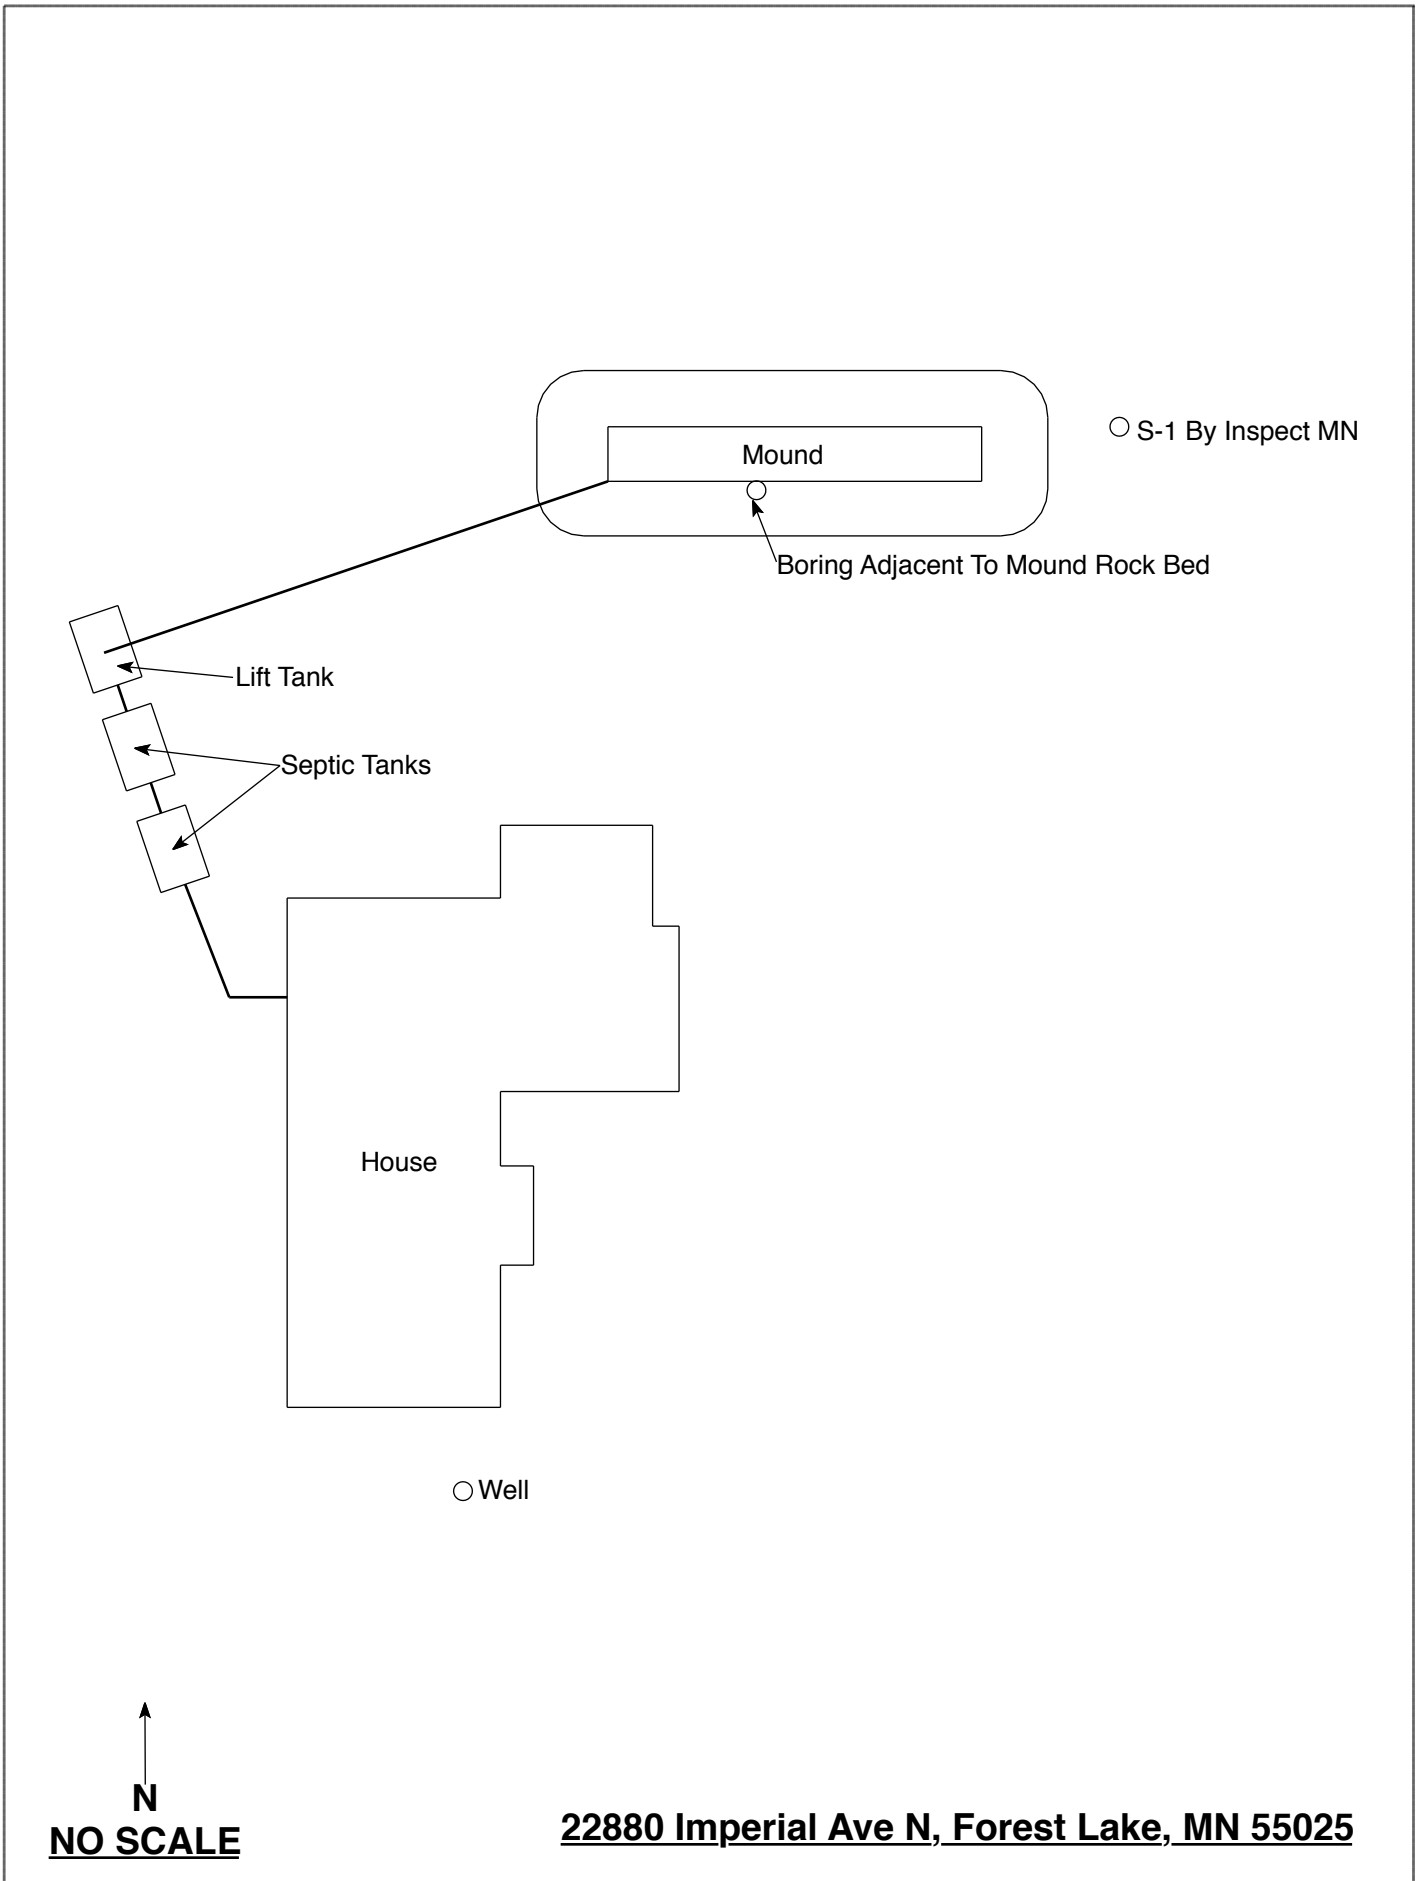 S-1 By Inspect MN
Mound
Boring Adjacent To Mound Rock Bed
Lift Tank
Septic Tanks
House
Well
N
NO SCALE
22880 Imperial Ave N, Forest Lake, MN 55025